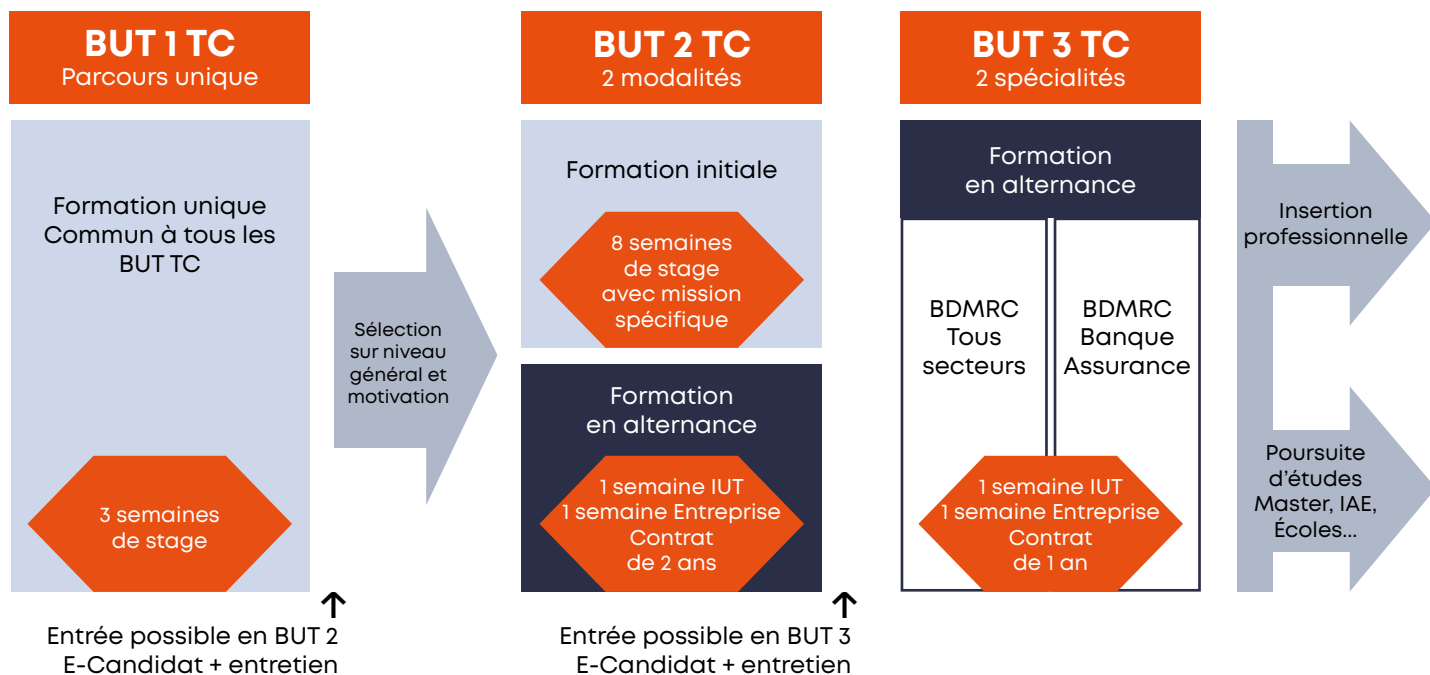 BUT 1 TC
Parcours unique
Formation unique
Commun à tous les
BUT TC
3 semaines
de stage
Entrée possible en BUT 2
E-Candidat + entretien
Sélection
sur niveau
général et
motivation
BUT 2 TC
2 modalités
Formation initiale
8 semaines
de stage
avec mission
spécifique
Formation
en alternance
1 semaine IUT
1 semaine Entreprise
Contrat
de 2 ans
Entrée possible en BUT 3
E-Candidat + entretien
BUT 3 TC
2 spécialités
Formation
en alternance
BDMRC
Tous
secteurs
BDMRC
Banque
Assurance
1 semaine IUT
1 semaine Entreprise
Contrat
de 1 an
Insertion
professionnelle
Poursuite
d'études
Master, IAE,
Écoles...